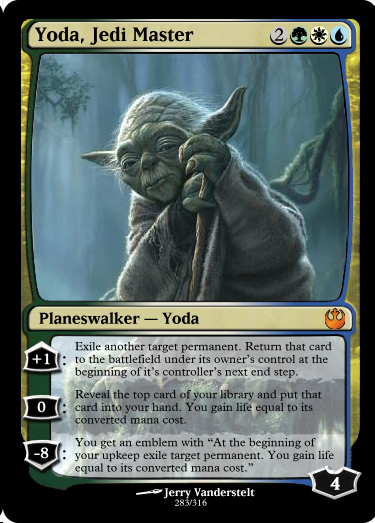 Yoda, Jedi Master 2
Planeswalker — Yoda
+1: Exile another target permanent. Return that card
to the battlefield under its owner's control at the
beginning of it's controller's next end step.
0: Reveal the top card of your library and put that
card into your hand. You gain life equal to its
converted mana cost.
-8: You get an emblem with “At the beginning of
your upkeep exile target permanent. You gain life
equal to its converted mana cost.”
4
Jerry Vanderstelt
283/316